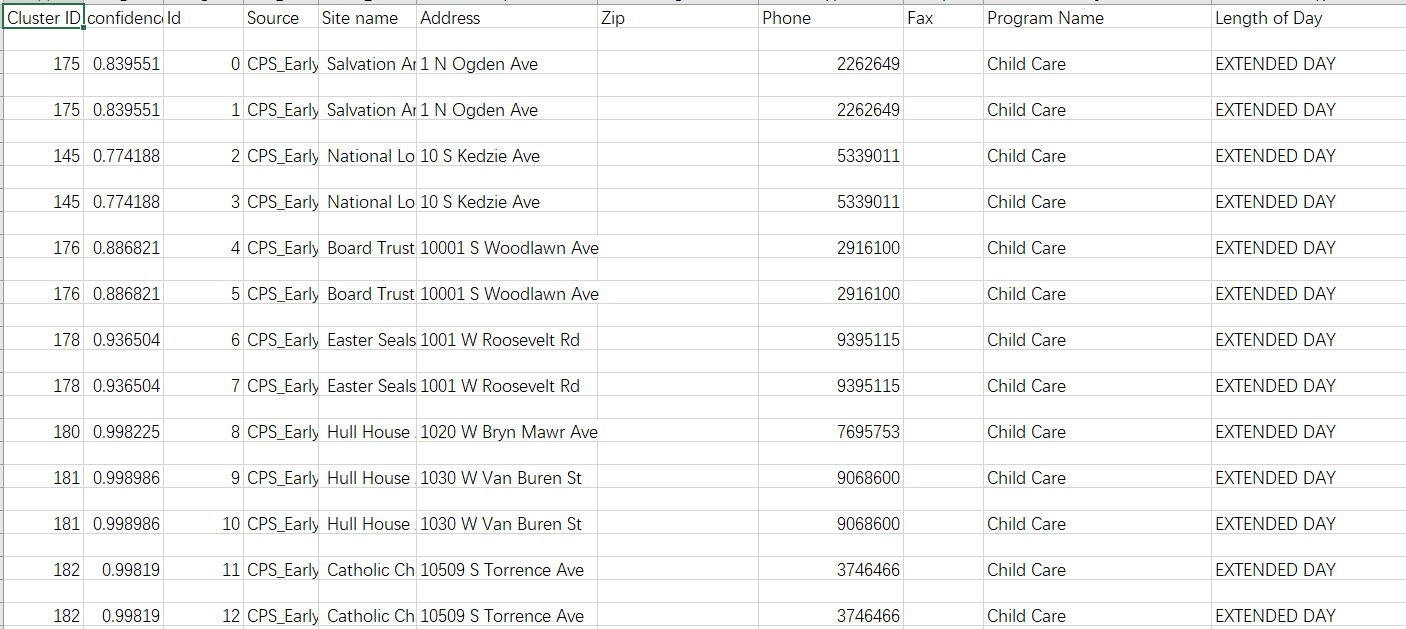 Cluster ID confidenc Id Source Site name Address Zip Phone Fax Program Name Length of Day
175 0.839551 0 CPS_Early Salvation Ar 1 N Ogden Ave 2262649 Child Care EXTENDED DAY
175 0.839551 1 CPS_Early Salvation Ar 1 N Ogden Ave 2262649 Child Care EXTENDED DAY
145 0.774188 2 CPS_Early National Lo 10 S Kedzie Ave 5339011 Child Care EXTENDED DAY
145 0.774188 3 CPS_Early National Lo 10 S Kedzie Ave 5339011 Child Care EXTENDED DAY
176 0.886821 4 CPS_Early Board Trust 10001 S Woodlawn Ave 2916100 Child Care EXTENDED DAY
176 0.886821 5 CPS_Early Board Trust 10001 S Woodlawn Ave 2916100 Child Care EXTENDED DAY
178 0.936504 6 CPS_Early Easter Seals 1001 W Roosevelt Rd 9395115 Child Care EXTENDED DAY
178 0.936504 7 CPS_Early Easter Seals 1001 W Roosevelt Rd 9395115 Child Care EXTENDED DAY
180 0.998225 8 CPS_Early Hull House 1020 W Bryn Mawr Ave 7695753 Child Care EXTENDED DAY
181 0.998986 9 CPS_Early Hull House 1030 W Van Buren St 9068600 Child Care EXTENDED DAY
181 0.998986 10 CPS_Early Hull House 1030 W Van Buren St 9068600 Child Care EXTENDED DAY
182 0.99819 11 CPS_Early Catholic Ch 10509 S Torrence Ave 3746466 Child Care EXTENDED DAY
182 0.99819 12 CPS_Early Catholic Ch 10509 S Torrence Ave 3746466 Child Care EXTENDED DAY